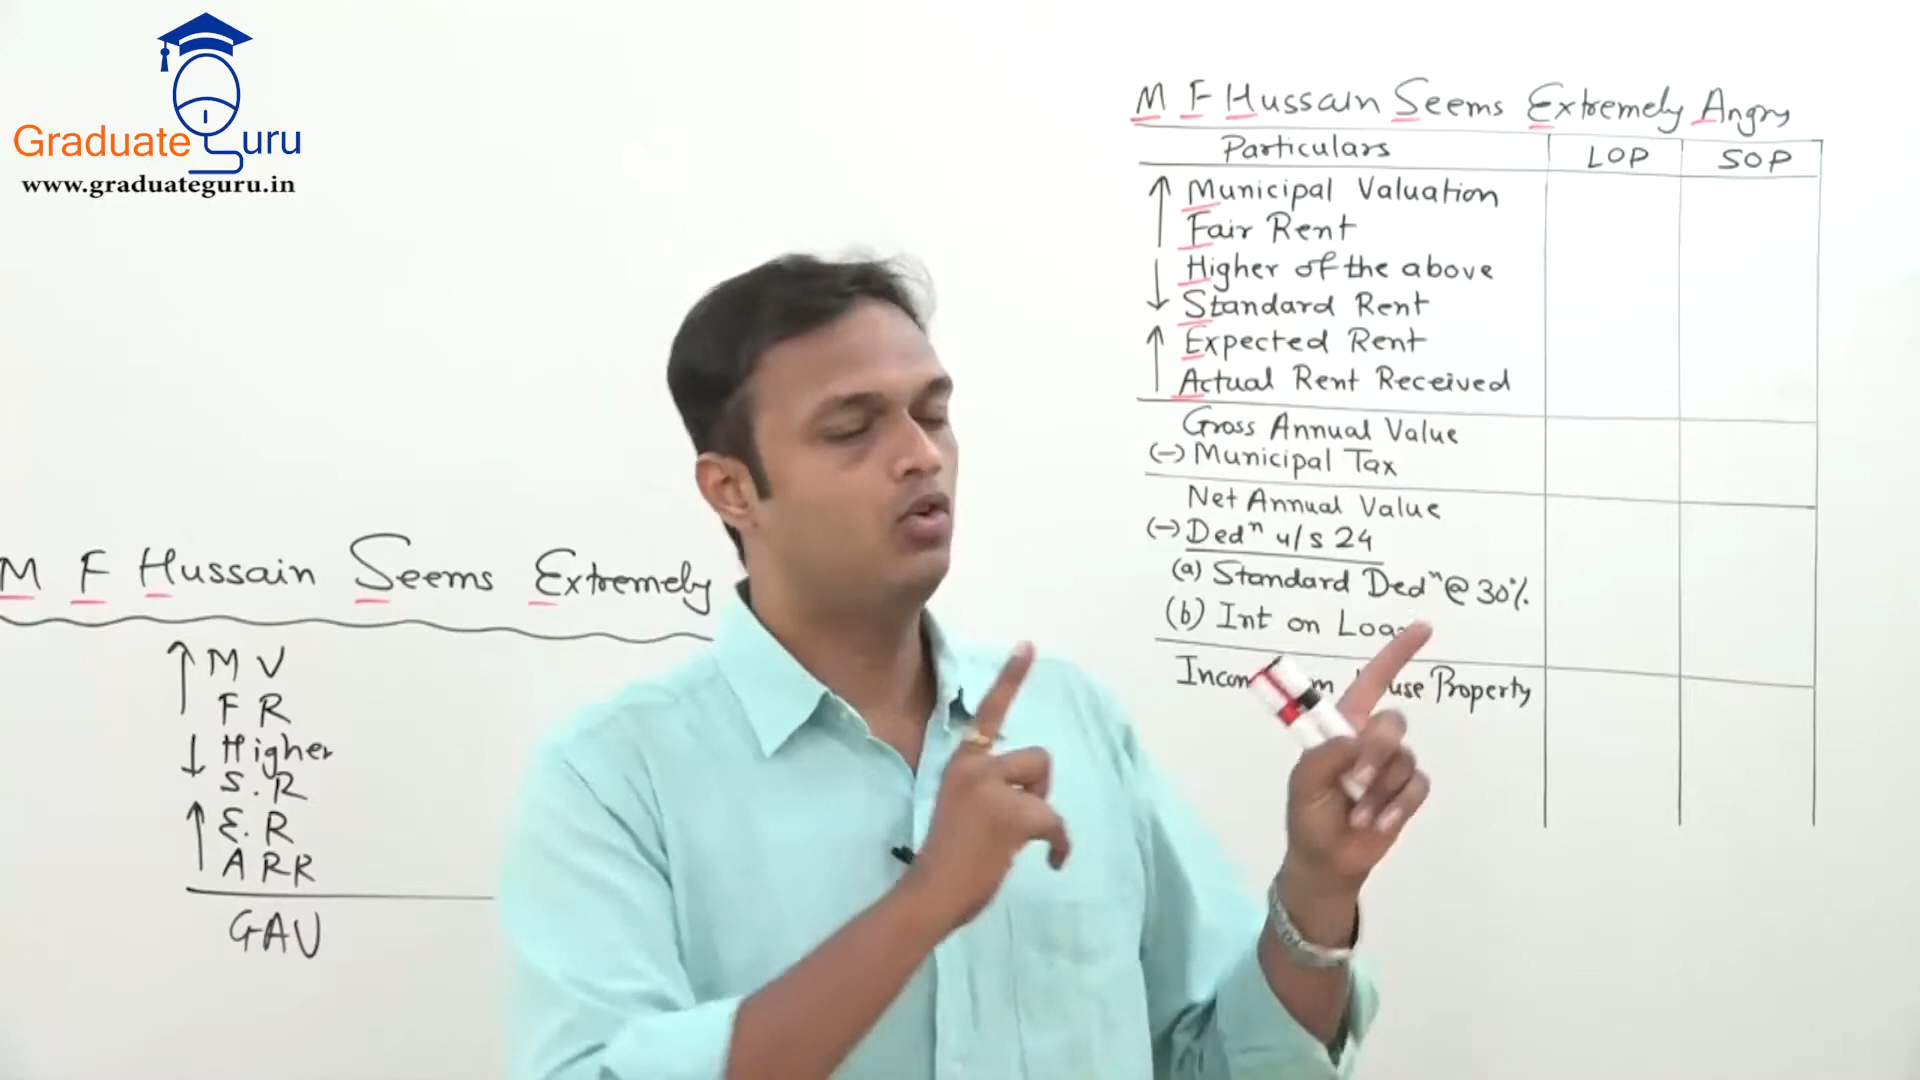 Graduate Guru
www.graduateguru.in
M F Hussain Seems Extremely
M V
F R
Higher
S.R
E.R
A RR
GAV
M F Hussain Seems Extremely Angry
Particulars LOP SOP
Municipal Valuation
Fair Rent
Higher of the above
Standard Rent
Expected Rent
Actual Rent Received
Gross Annual Value
(-) Municipal Tax
Net Annual Value
(-) Dedⁿ u/s 24
(a) Standard Dedⁿ @ 30%
(b) Int on
Property